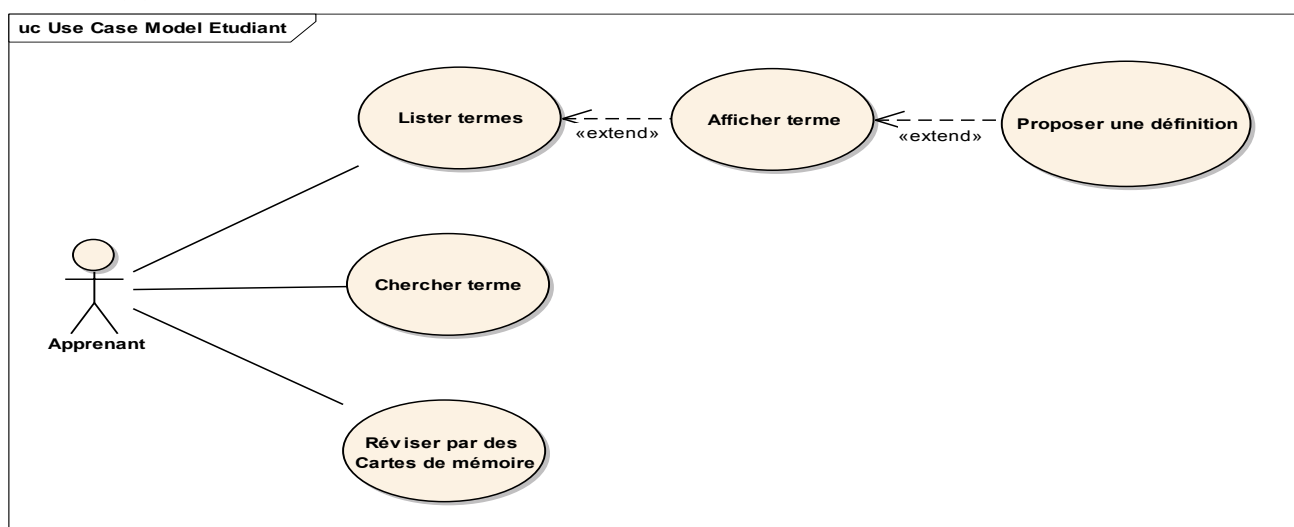 uc Use Case Model Etudiant
Lister termes
«extend»
Afficher terme
«extend»
Proposer une définition
Chercher terme
Apprenant
Réviser par des
Cartes de mémoire